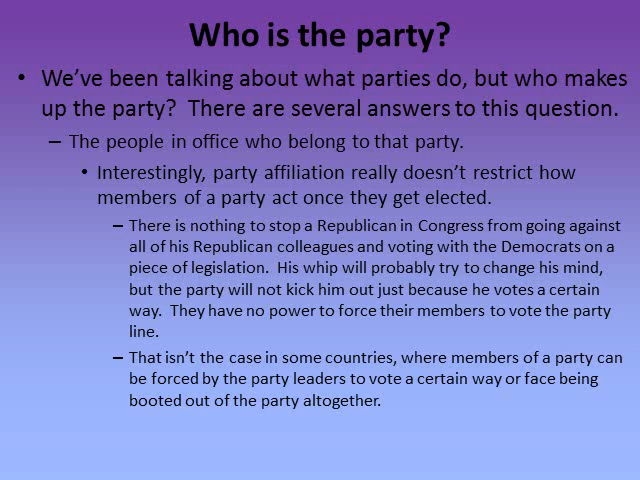 Who is the party?
• We’ve been talking about what parties do, but who makes
up the party?  There are several answers to this question.
– The people in office who belong to that party.
• Interestingly, party affiliation really doesn’t restrict how
members of a party act once they get elected.
– There is nothing to stop a Republican in Congress from going against
all of his Republican colleagues and voting with the Democrats on a
piece of legislation.  His whip will probably try to change his mind,
but the party will not kick him out just because he votes a certain
way.  They have no power to force their members to vote the party
line.
– That isn’t the case in some countries, where members of a party can
be forced by the party leaders to vote a certain way or face being
booted out of the party altogether.